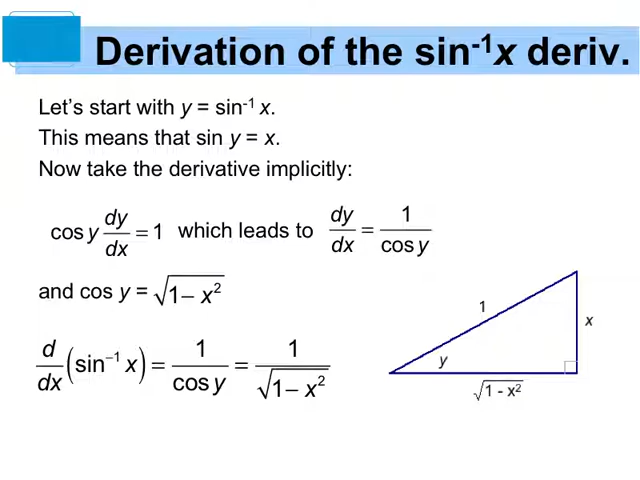 Derivation of the sin⁻¹x deriv.
Let's start with y = sin⁻¹ x.
This means that sin y = x.
Now take the derivative implicitly:
cos y dy/dx = 1 which leads to dy/dx = 1/cos y
and cos y = √(1 – x²)
d/dx (sin⁻¹ x) = 1/cos y = 1/√(1 – x²)
1
x
y
√(1 - x²)